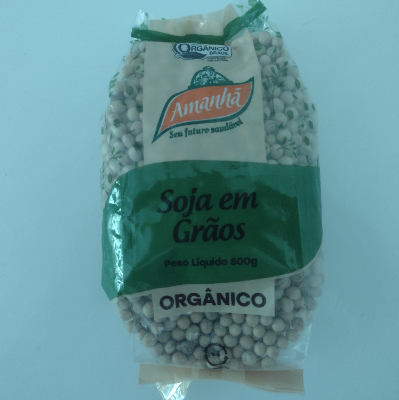 ORGÂNICO
BRASIL
Amanhã
Seu futuro saudável
Soja em
Grãos
Peso Líquido 500g
ORGÂNICO